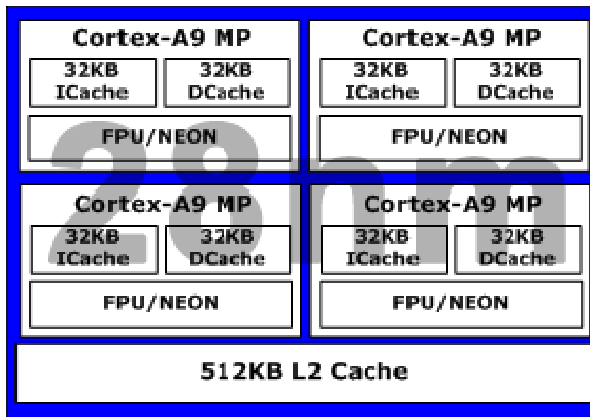 Cortex-A9 MP
32KB ICache
32KB DCache
FPU/NEON
Cortex-A9 MP
32KB ICache
32KB DCache
FPU/NEON
28nm
Cortex-A9 MP
32KB ICache
32KB DCache
FPU/NEON
Cortex-A9 MP
32KB ICache
32KB DCache
FPU/NEON
512KB L2 Cache